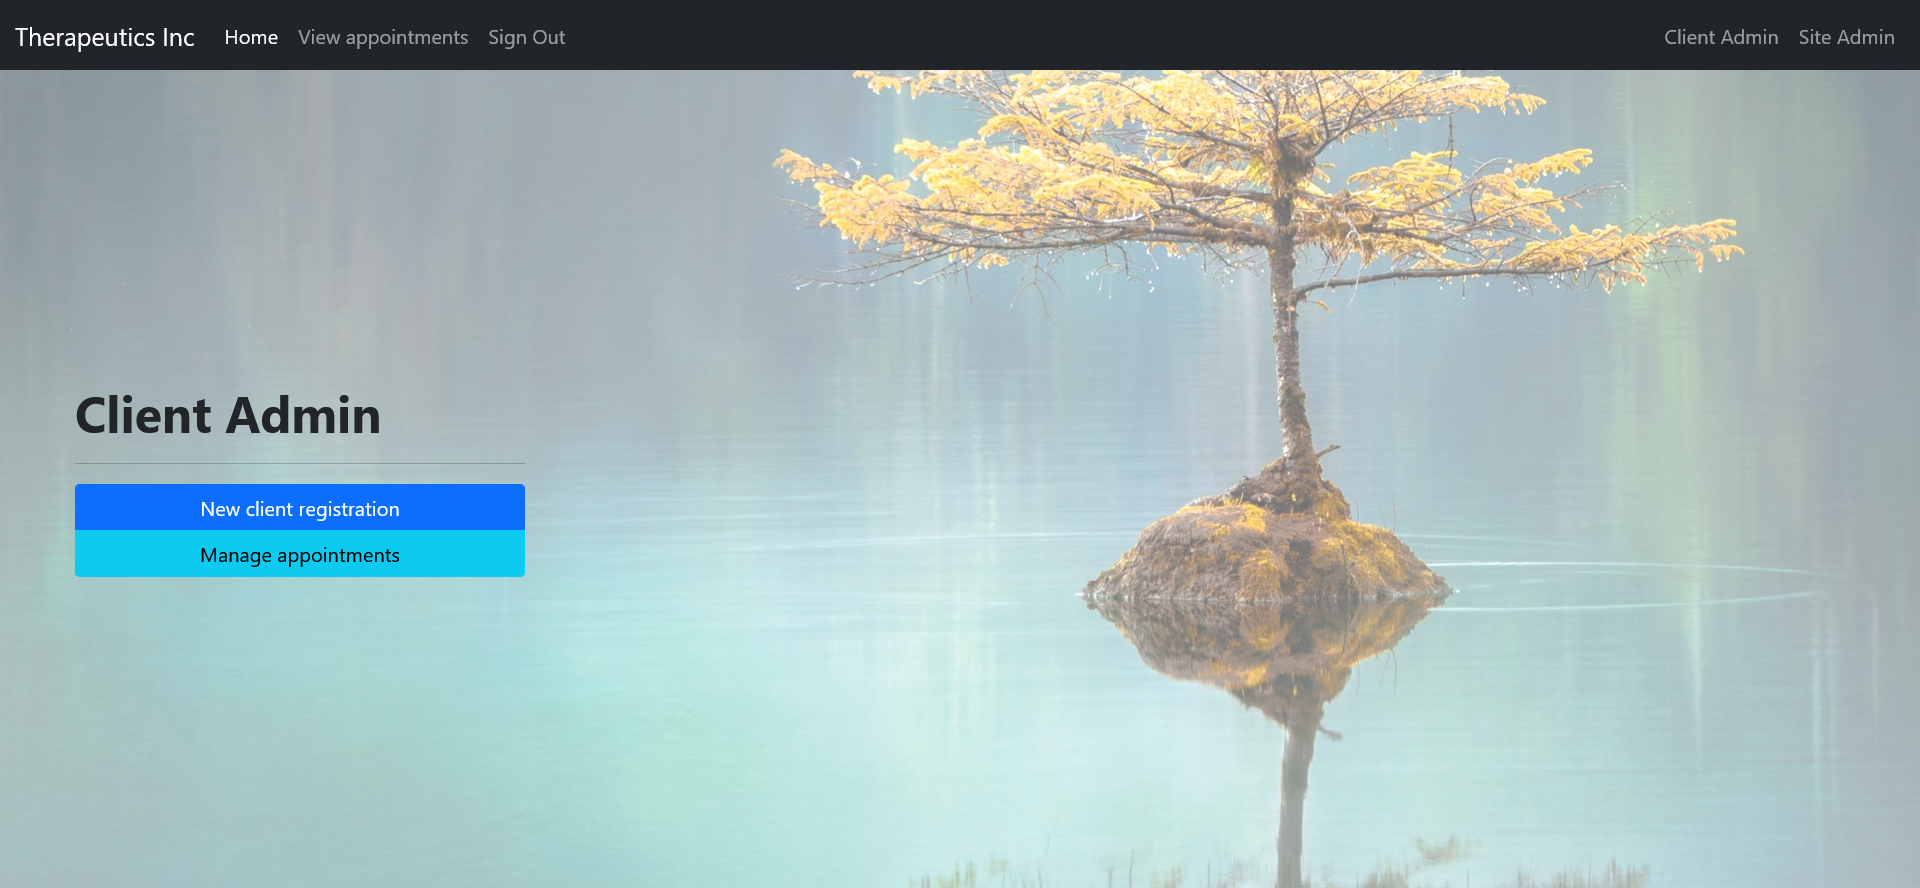 Therapeutics Inc Home View appointments Sign Out Client Admin Site Admin
Client Admin
New client registration
Manage appointments